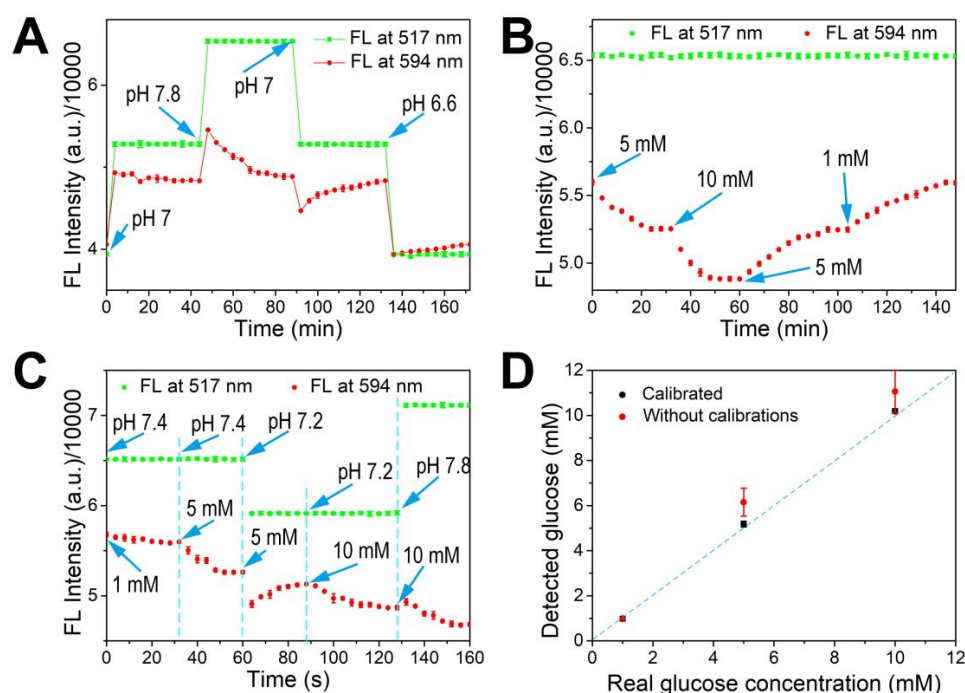 A
FL at 517 nm
FL at 594 nm
pH 7
pH 7.8
pH 6.6
pH 7
6
4
FL Intensity (a.u.)/10000
0 20 40 60 80 100 120 140 160
Time (min)
B
FL at 517 nm FL at 594 nm
6.5
6.0
5.5
5.0
5 mM
10 mM
1 mM
5 mM
FL Intensity (a.u.)/10000
0 20 40 60 80 100 120 140
Time (min)
C
FL at 517 nm FL at 594 nm
7
6
5
pH 7.4 pH 7.4 pH 7.2
pH 7.2 pH 7.8
5 mM
5 mM
10 mM 10 mM
1 mM
FL Intensity (a.u.)/10000
0 20 40 60 80 100 120 140 160
Time (s)
D
Calibrated
Without calibrations
12
10
8
6
4
2
0
Detected glucose (mM)
0 2 4 6 8 10 12
Real glucose concentration (mM)